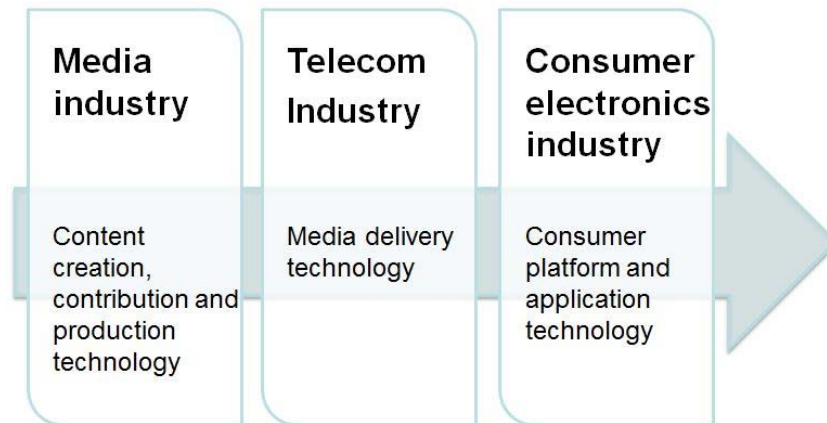 Media
industry
Content
creation,
contribution and
production
technology
Telecom
Industry
Media delivery
technology
Consumer
electronics
industry
Consumer
platform and
application
technology